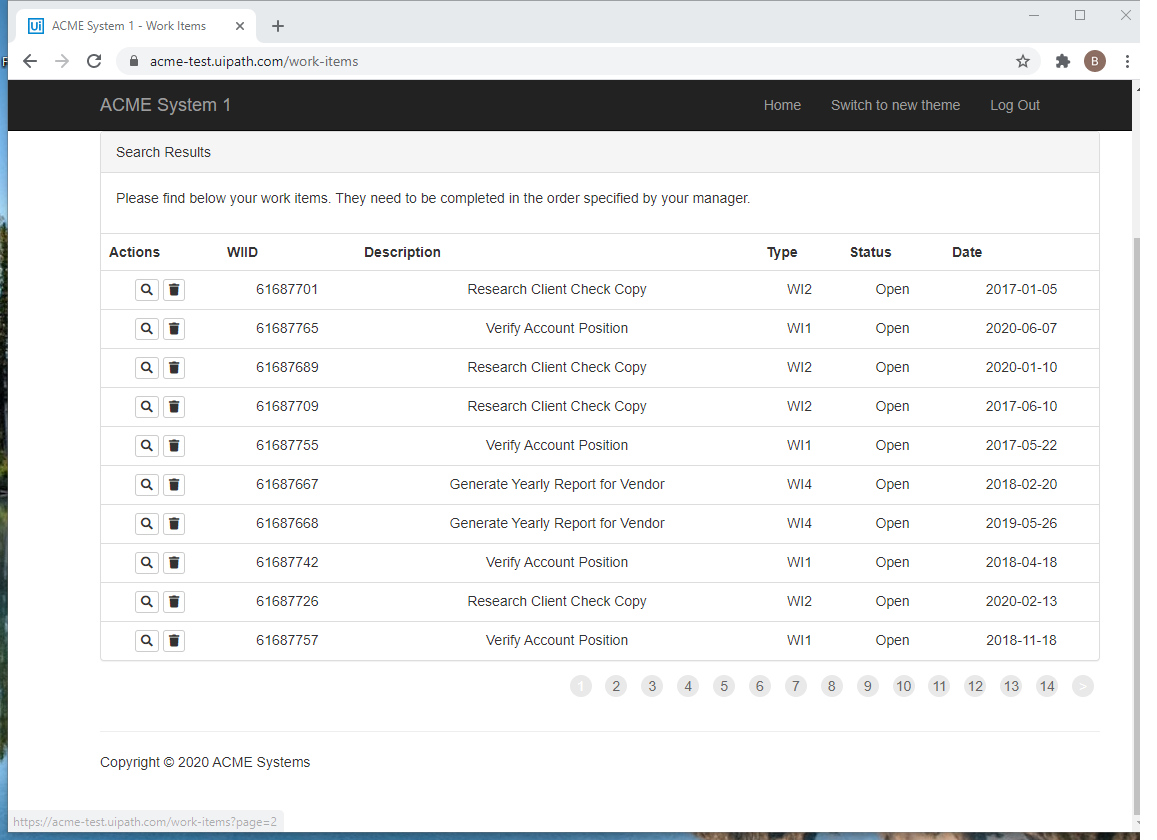 Ui ACME System 1 - Work Items
acme-test.uipath.com/work-items B
ACME System 1 Home Switch to new theme Log Out
Search Results
Please find below your work items. They need to be completed in the order specified by your manager.
Actions WIID Description Type Status Date
61687701 Research Client Check Copy WI2 Open 2017-01-05
61687765 Verify Account Position WI1 Open 2020-06-07
61687689 Research Client Check Copy WI2 Open 2020-01-10
61687709 Research Client Check Copy WI2 Open 2017-06-10
61687755 Verify Account Position WI1 Open 2017-05-22
61687667 Generate Yearly Report for Vendor WI4 Open 2018-02-20
61687668 Generate Yearly Report for Vendor WI4 Open 2019-05-26
61687742 Verify Account Position WI1 Open 2018-04-18
61687726 Research Client Check Copy WI2 Open 2020-02-13
61687757 Verify Account Position WI1 Open 2018-11-18
1 2 3 4 5 6 7 8 9 10 11 12 13 14 >
Copyright © 2020 ACME Systems
https://acme-test.uipath.com/work-items?page=2